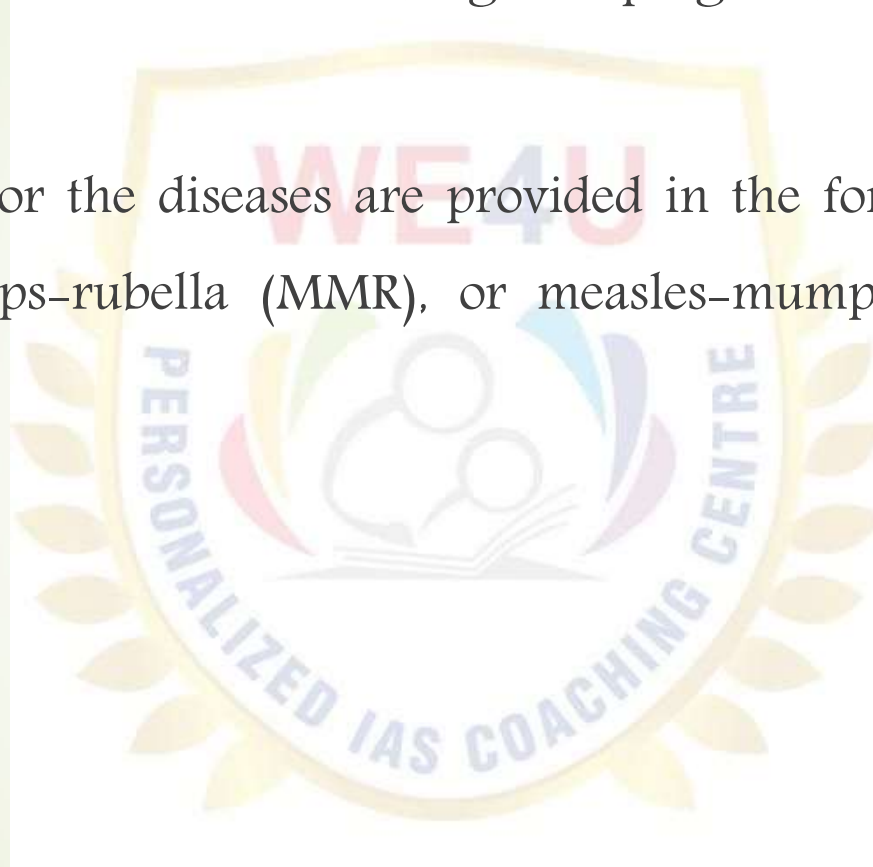 WE4U
or the diseases are provided in the for
ps-rubella (MMR), or measles-mump
PERSONALIZED IAS COACHING CENTRE